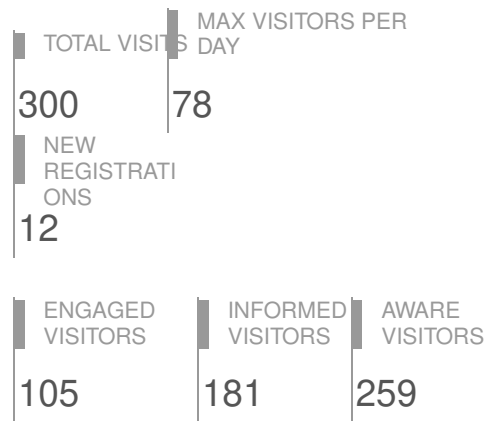 TOTAL VISITS
MAX VISITORS PER
DAY
300
78
NEW
REGISTRATI
ONS
12
ENGAGED
VISITORS
INFORMED
VISITORS
AWARE
VISITORS
105
181
259